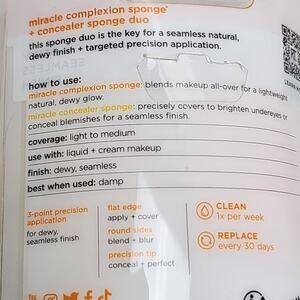 miracle complexion sponge®
+ concealer sponge duo
this sponge duo is the key for a seamless natural,
dewy finish + targeted precision application.
how to use:
miracle complexion sponge: blends makeup all-over for a lightweight
natural, dewy glow.
miracle concealer sponge: precisely covers to brighten undereyes or
conceal blemishes for a seamless finish.
coverage: light to medium
use with: liquid + cream makeup
finish: dewy, seamless
best when used: damp
3-point precision
application
for dewy,
seamless finish
flat edge
apply + cover
round sides
blend + blur
precision tip
conceal + perfect
CLEAN
1x per week
REPLACE
every 30 days
LEARN